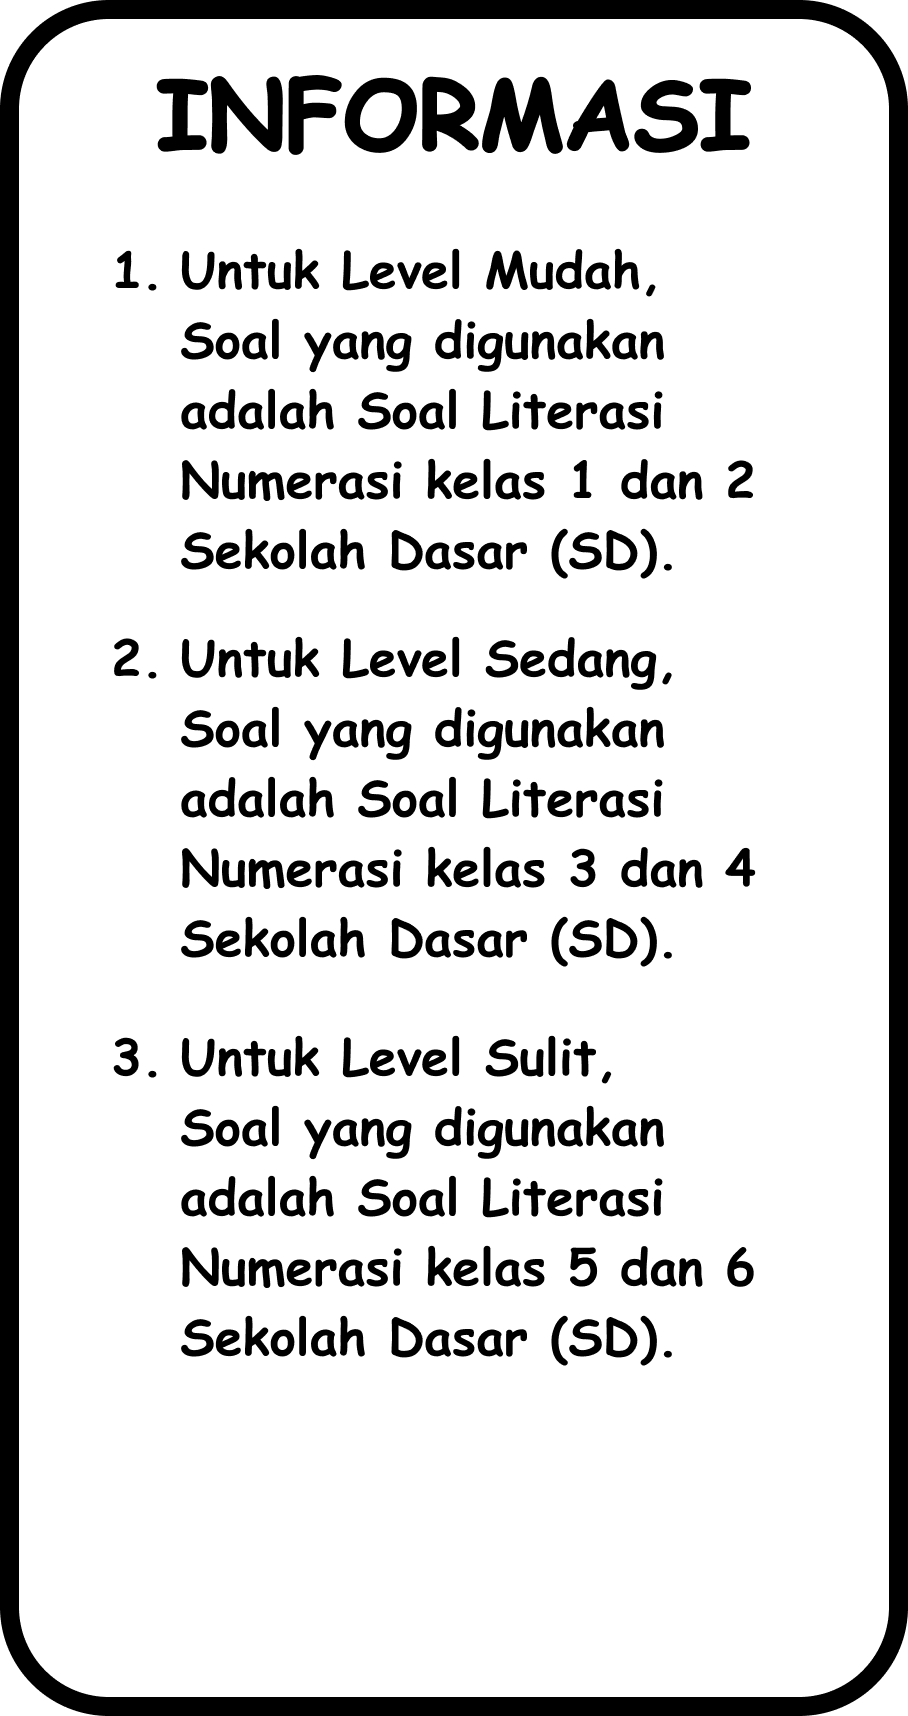 INFORMASI
1. Untuk Level Mudah,
Soal yang digunakan
adalah Soal Literasi
Numerasi kelas 1 dan 2
Sekolah Dasar (SD).
2. Untuk Level Sedang,
Soal yang digunakan
adalah Soal Literasi
Numerasi kelas 3 dan 4
Sekolah Dasar (SD).
3. Untuk Level Sulit,
Soal yang digunakan
adalah Soal Literasi
Numerasi kelas 5 dan 6
Sekolah Dasar (SD).